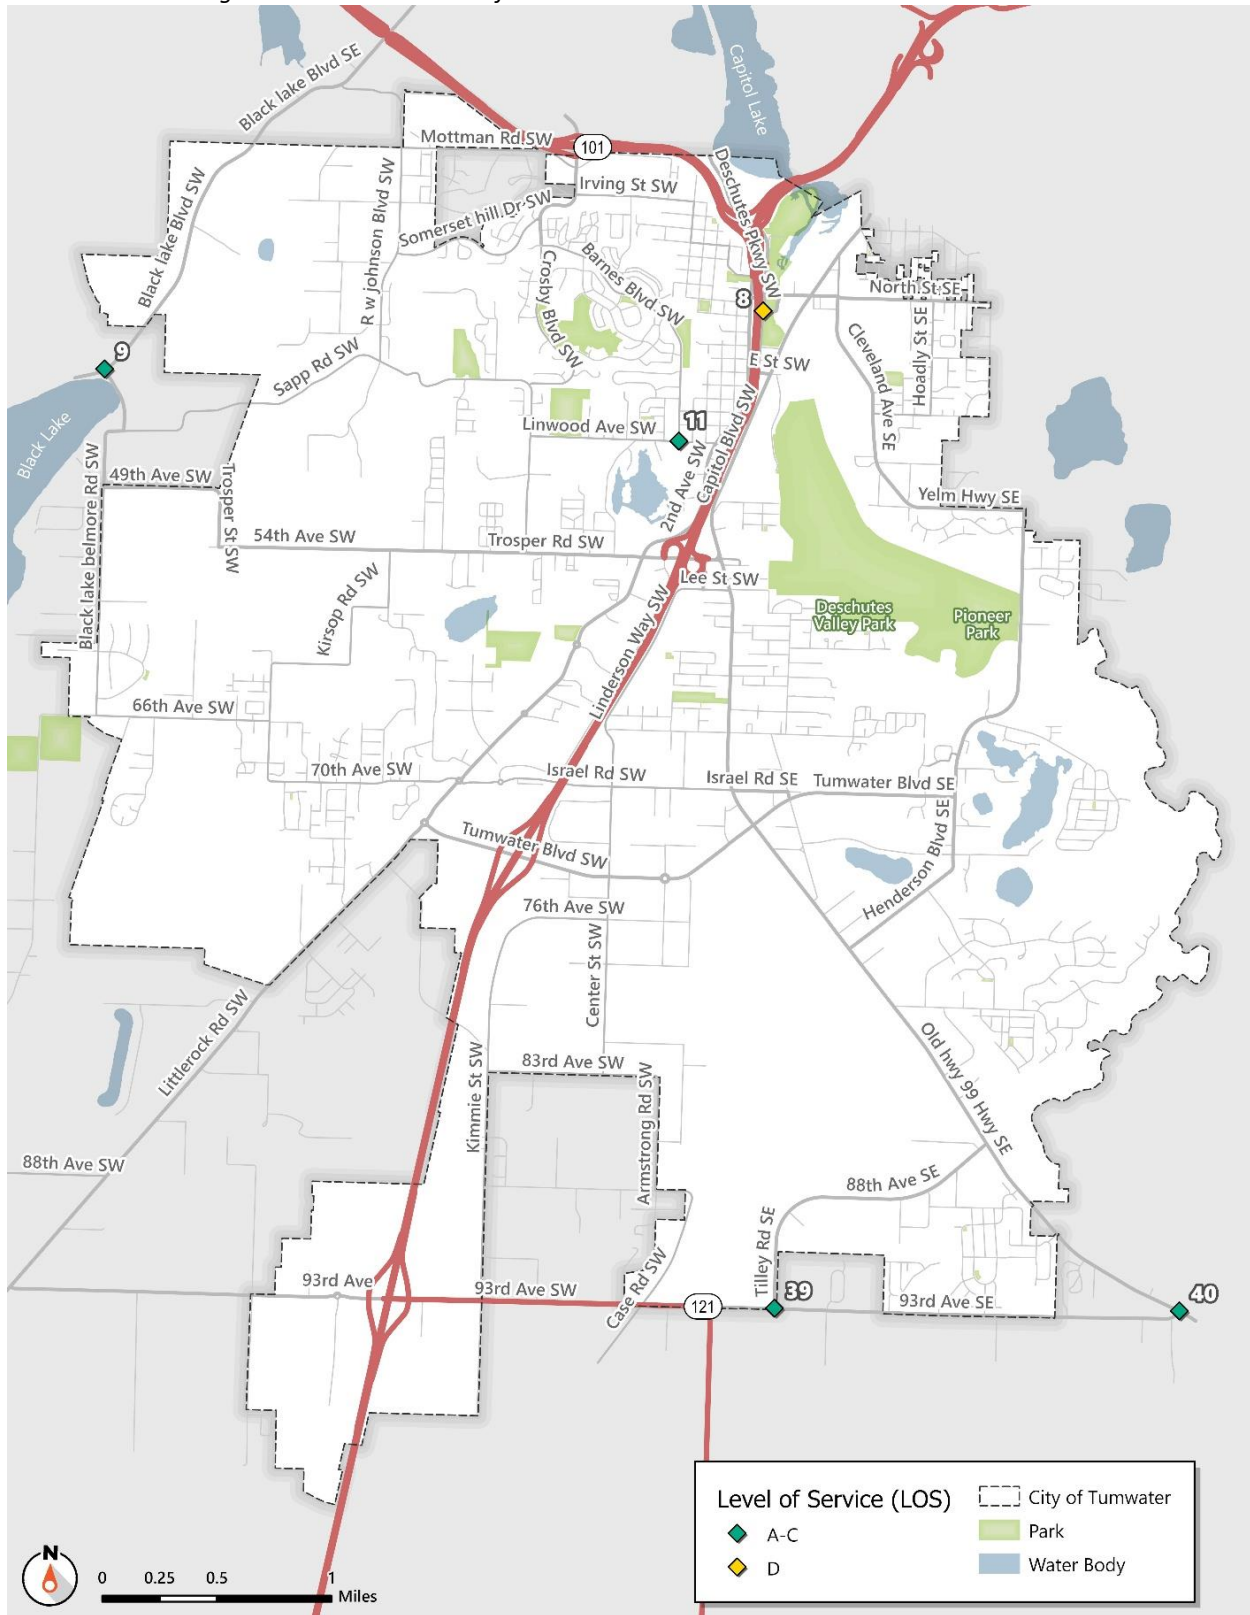 Black lake Blvd SE
Capitol Lake
Mottman Rd SW
101
Deschutes Pkwy SW
Irving St SW
Black lake Blvd SW
R w johnson Blvd SW
Somerset hill Dr SW
Crosby Blvd SW
Barnes Blvd SW
North St SE
8
Hoadly St SE
Cleveland Ave SE
9
Sapp Rd SW
E St SW
Capitol Blvd SW
Linwood Ave SW
11
Black Lake
2nd Ave SW
49th Ave SW
Trosper St SW
Yelm Hwy SE
Black lake belmore Rd SW
54th Ave SW
Trosper Rd SW
Lee St SW
Kirsop Rd SW
Linderson Way SW
Deschutes
Valley Park
Pioneer
Park
66th Ave SW
70th Ave SW
Israel Rd SW
Israel Rd SE
Tumwater Blvd SE
Tumwater Blvd SW
Henderson Blvd SE
76th Ave SW
Center St SW
Littlerock Rd SW
Old hwy 99 Hwy SE
83rd Ave SW
Kimmie St SW
Armstrong Rd SW
88th Ave SW
88th Ave SE
Tilley Rd SE
93rd Ave
93rd Ave SW
Case Rd SW
121
39
93rd Ave SE
40
Level of Service (LOS)
A-C
D
City of Tumwater
Park
Water Body
N
0 0.25 0.5 1
Miles